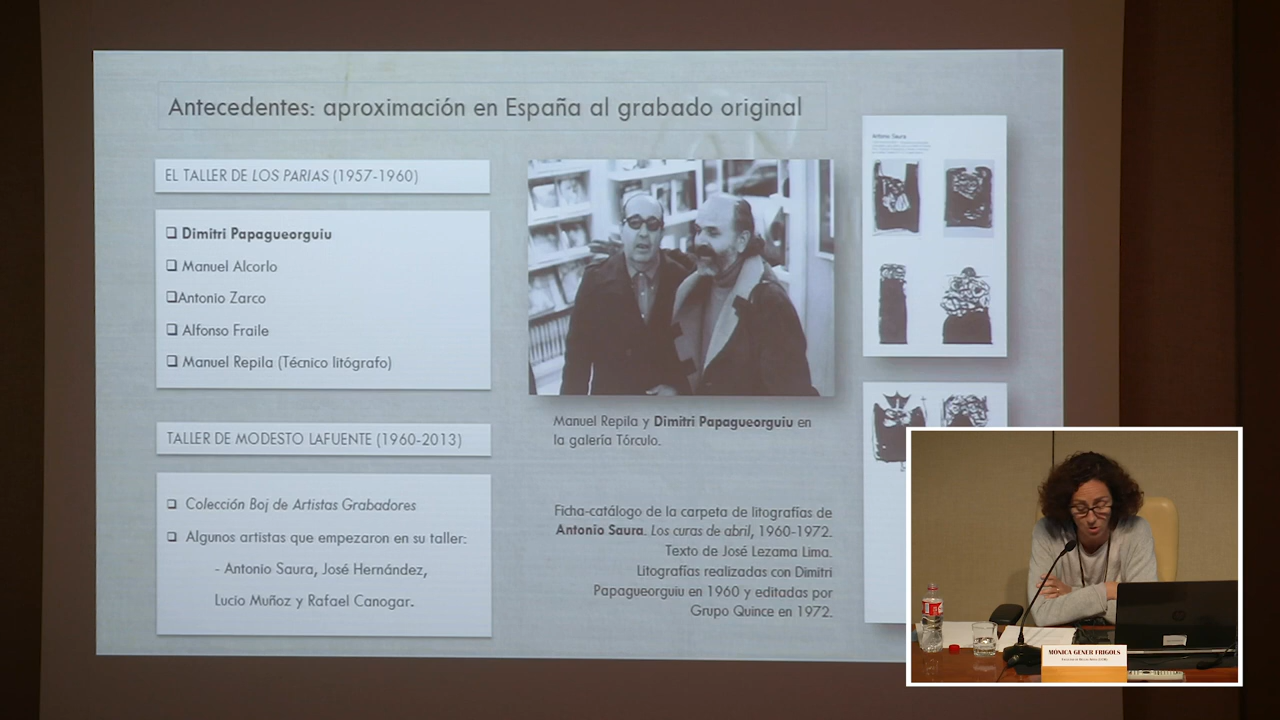 Antecedentes: aproximación en España al grabado original
EL TALLER DE LOS PARIAS (1957-1960)
❑ Dimitri Papagueorguiu
❑ Manuel Alcorlo
❑Antonio Zarco
❑ Alfonso Fraile
❑ Manuel Repila (Técnico litógrafo)
TALLER DE MODESTO LAFUENTE (1960-2013)
❑ Colección Boj de Artistas Grabadores
❑ Algunos artistas que empezaron en su taller:
- Antonio Saura, José Hernández,
Lucio Muñoz y Rafael Canogar.
Manuel Repila y Dimitri Papagueorguiu en
la galería Tórculo.
Ficha-catálogo de la carpeta de litografías de
Antonio Saura. Los curas de abril, 1960-1972.
Texto de José Lezama Lima.
Litografías realizadas con Dimitri
Papagueorguiu en 1960 y editadas por
Grupo Quince en 1972.
Antonio Saura
MÓNICA GENER FRIGOLS